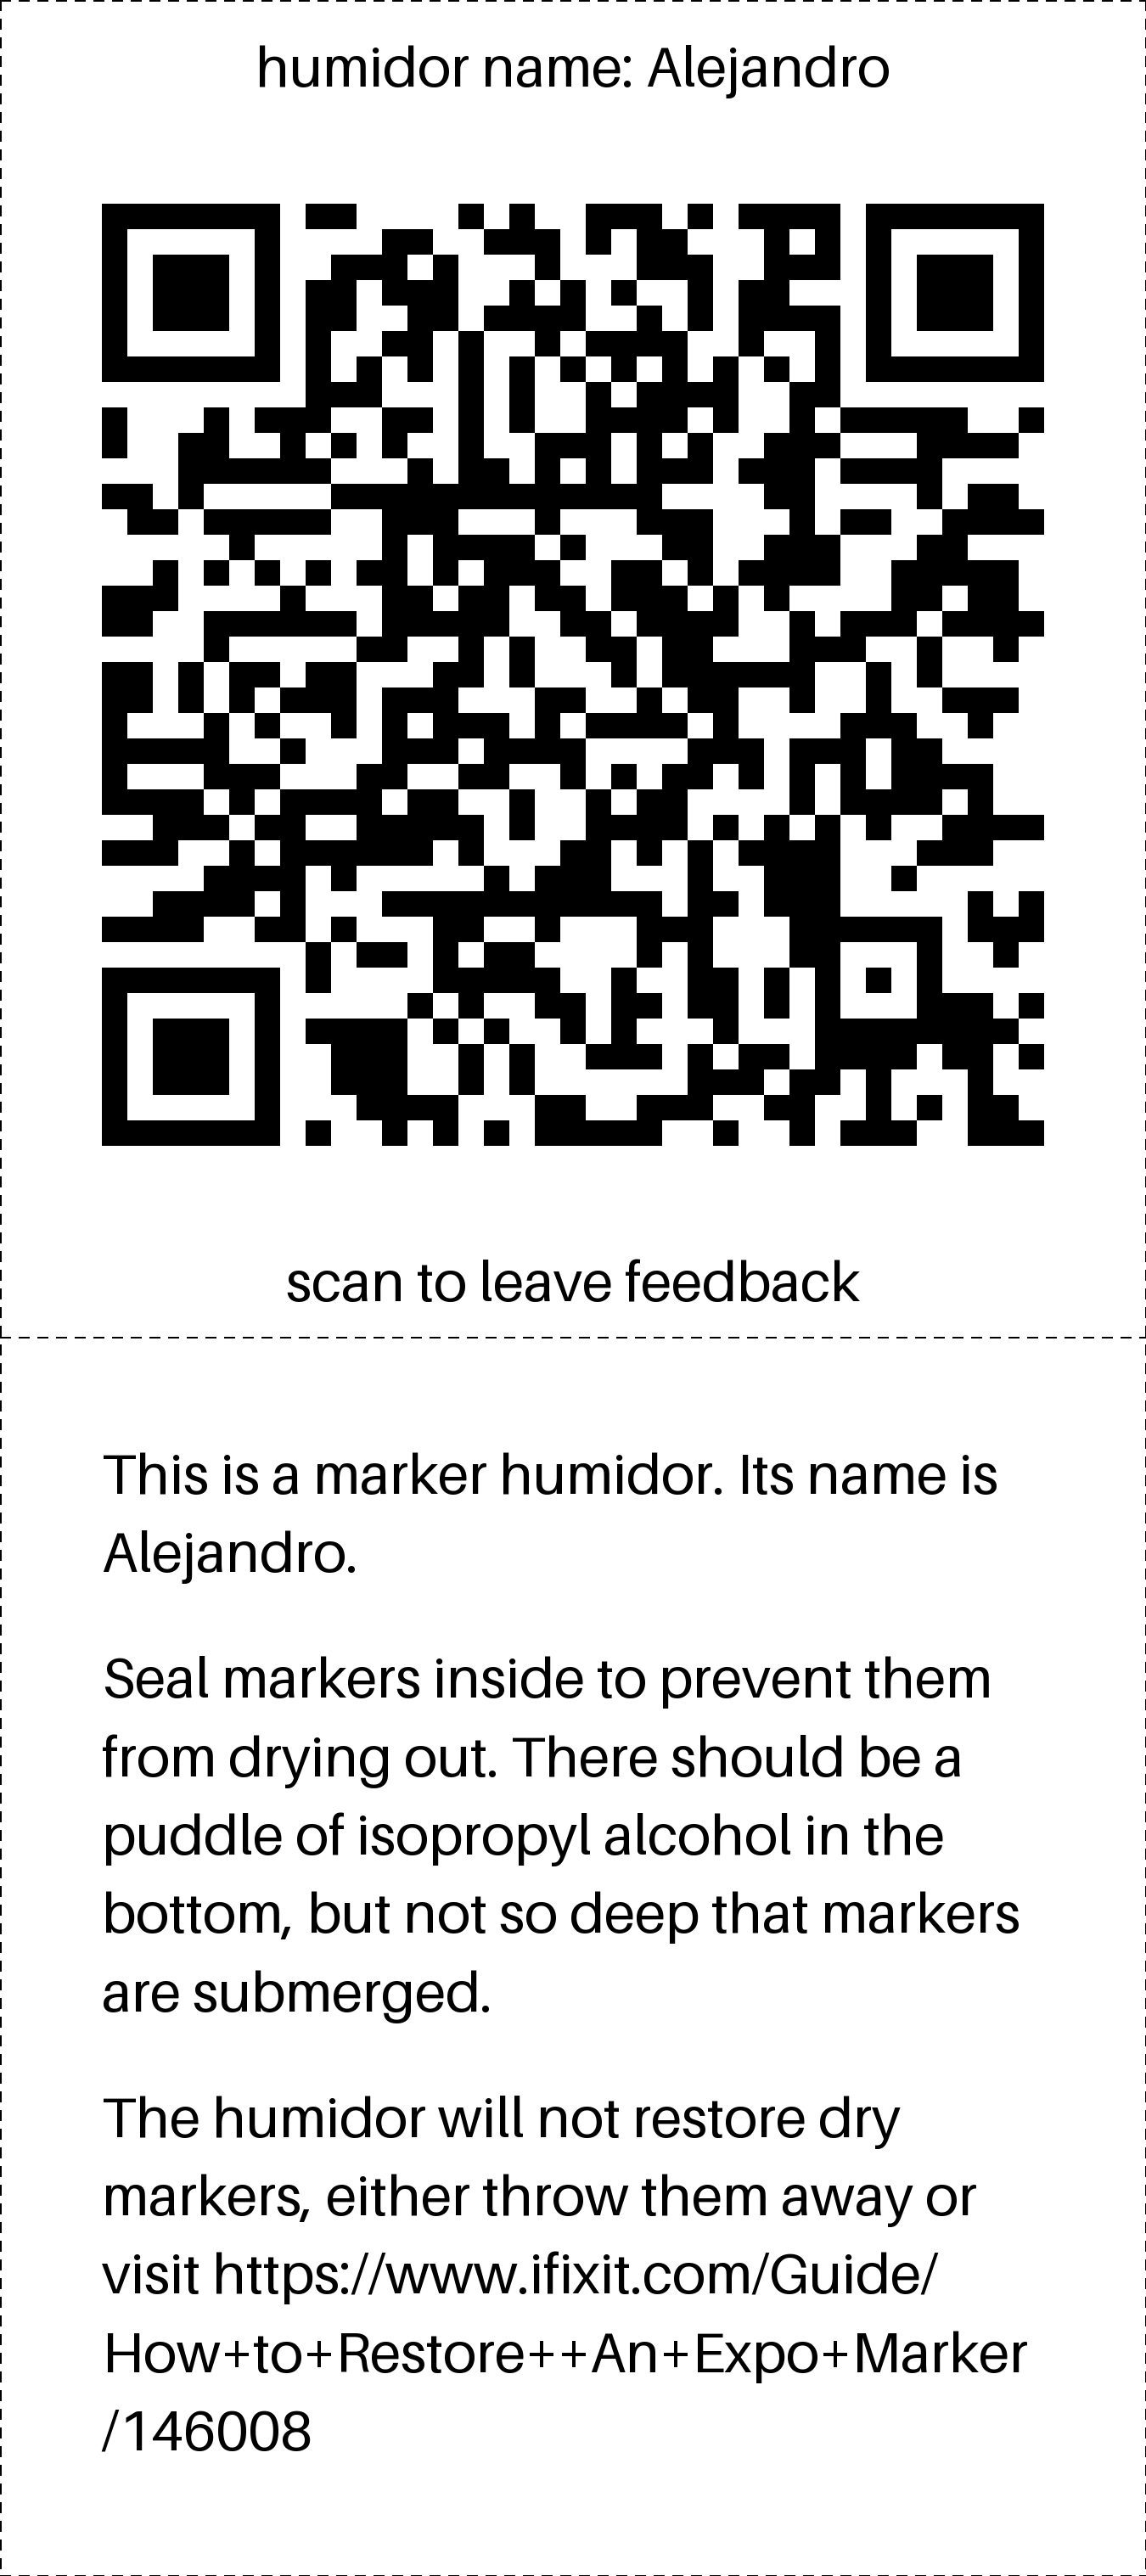 humidor name: Alejandro
scan to leave feedback
This is a marker humidor. Its name is
Alejandro.
Seal markers inside to prevent them
from drying out. There should be a
puddle of isopropyl alcohol in the
bottom, but not so deep that markers
are submerged.
The humidor will not restore dry
markers, either throw them away or
visit https://www.ifixit.com/Guide/
How+to+Restore++An+Expo+Marker
/146008